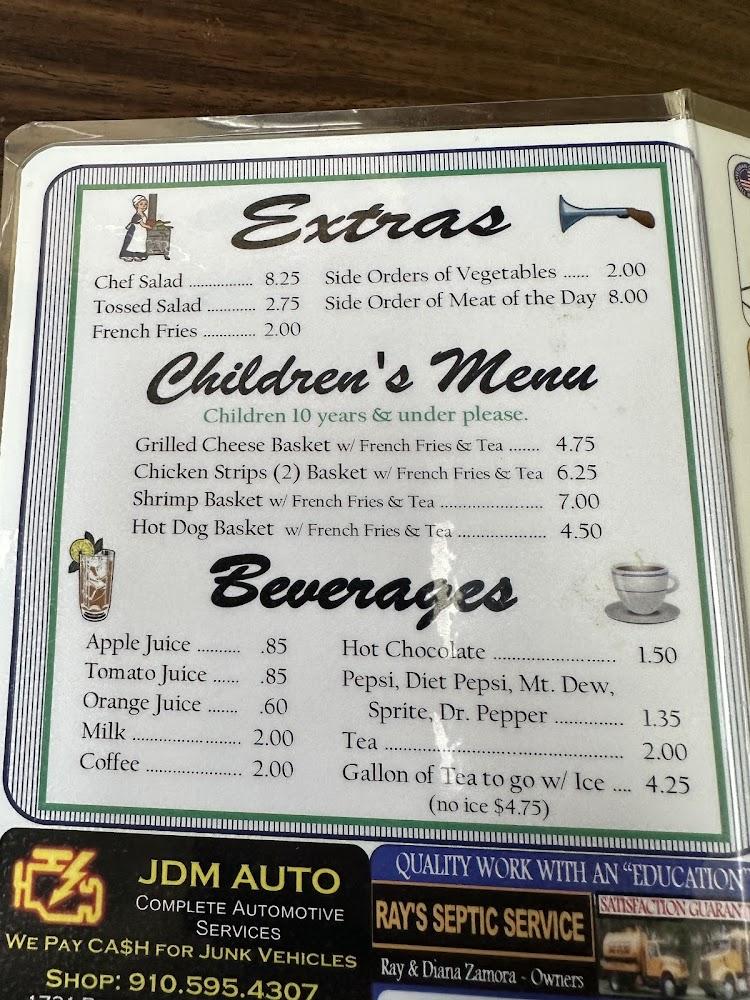 Extras
Chef Salad ................ 8.25
Tossed Salad ............ 2.75
French Fries ............. 2.00
Side Orders of Vegetables ...... 2.00
Side Order of Meat of the Day 8.00
Children's Menu
Children 10 years & under please.
Grilled Cheese Basket w/ French Fries & Tea ....... 4.75
Chicken Strips (2) Basket w/ French Fries & Tea 6.25
Shrimp Basket w/ French Fries & Tea ....................... 7.00
Hot Dog Basket w/ French Fries & Tea ................... 4.50
Beverages
Apple Juice .......... .85
Tomato Juice ...... .85
Orange Juice ....... .60
Milk ......................... 2.00
Coffee ...................... 2.00
Hot Chocolate ............................ 1.50
Pepsi, Diet Pepsi, Mt. Dew,
Sprite, Dr. Pepper ................ 1.35
Tea ...................................................... 2.00
Gallon of Tea to go w/ Ice .... 4.25
(no ice $4.75)
JDM AUTO
COMPLETE AUTOMOTIVE
SERVICES
WE PAY CA$H FOR JUNK VEHICLES
SHOP: 910.595.4307
QUALITY WORK WITH AN "EDUCATION"
RAY'S SEPTIC SERVICE
SATISFACTION
Ray & Diana Zamora - Owners